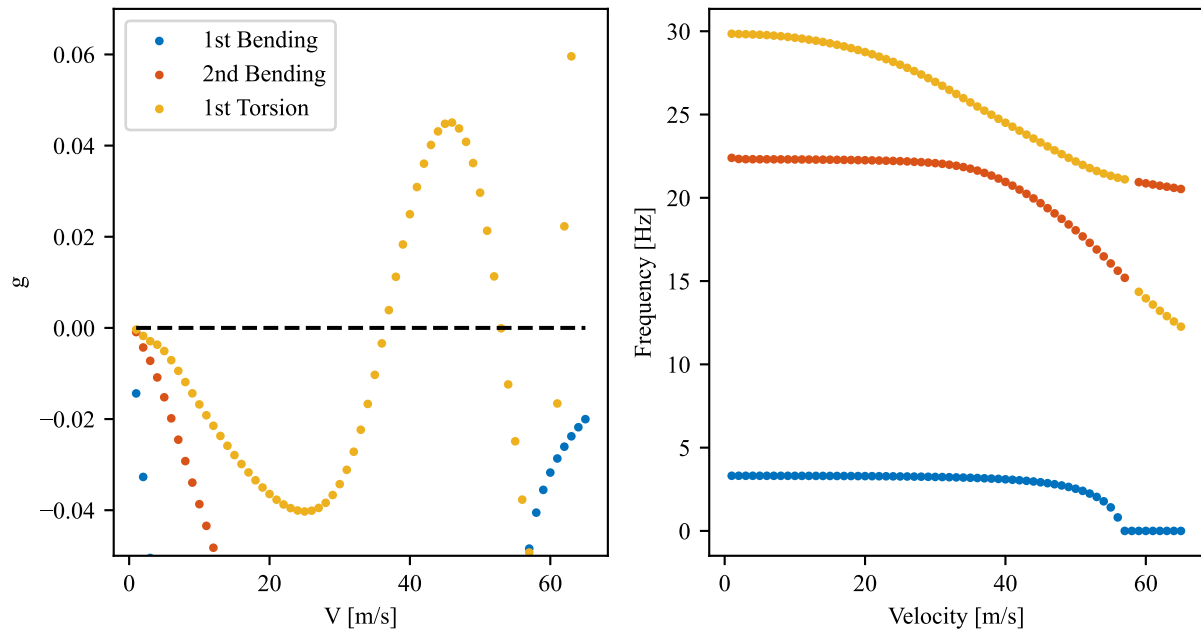 1st Bending
2nd Bending
1st Torsion
g
0.06
0.04
0.02
0.00
−0.02
−0.04
0 20 40 60
V [m/s]
Frequency [Hz]
30
25
20
15
10
5
0
0 20 40 60
Velocity [m/s]